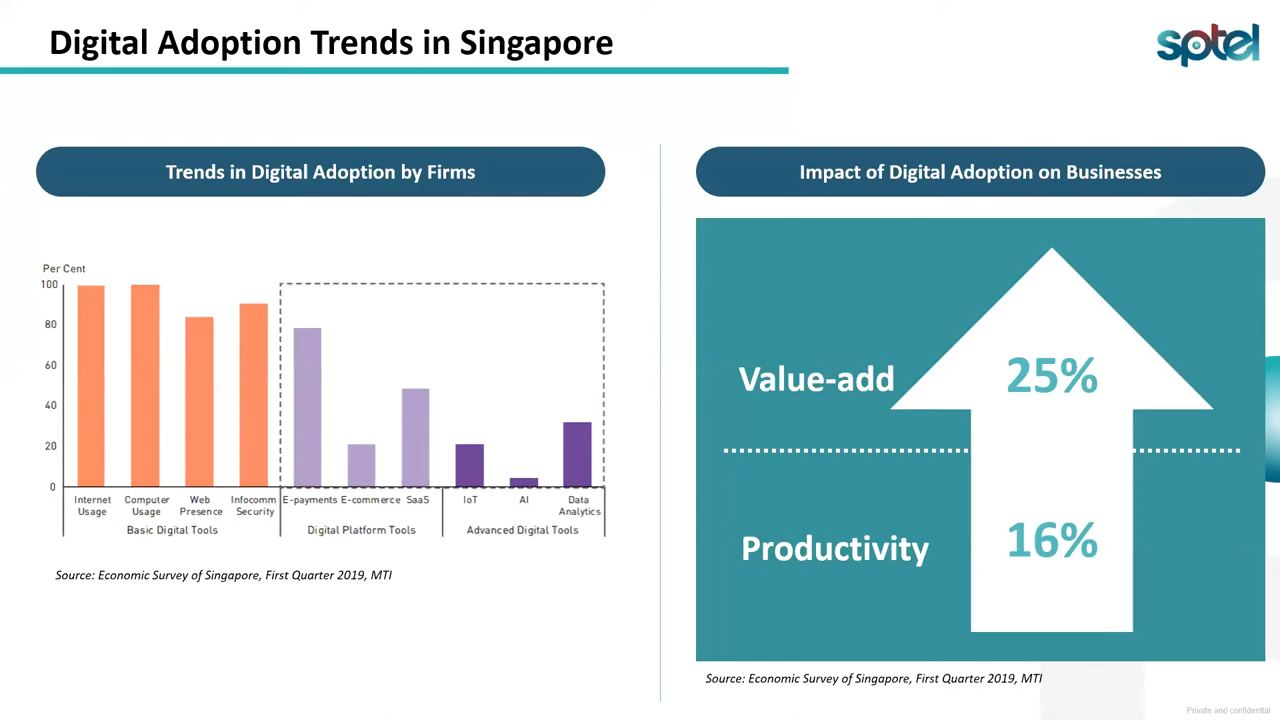 Digital Adoption Trends in Singapore
sptel
Trends in Digital Adoption by Firms
Per Cent
100
80
60
40
20
0
Internet Usage
Computer Usage
Web Presence
Infocomm Security
E-payments
E-commerce
SaaS
IoT
AI
Data Analytics
Basic Digital Tools
Digital Platform Tools
Advanced Digital Tools
Source: Economic Survey of Singapore, First Quarter 2019, MTI
Impact of Digital Adoption on Businesses
Value-add
25%
Productivity
16%
Source: Economic Survey of Singapore, First Quarter 2019, MTI
Private and confidential